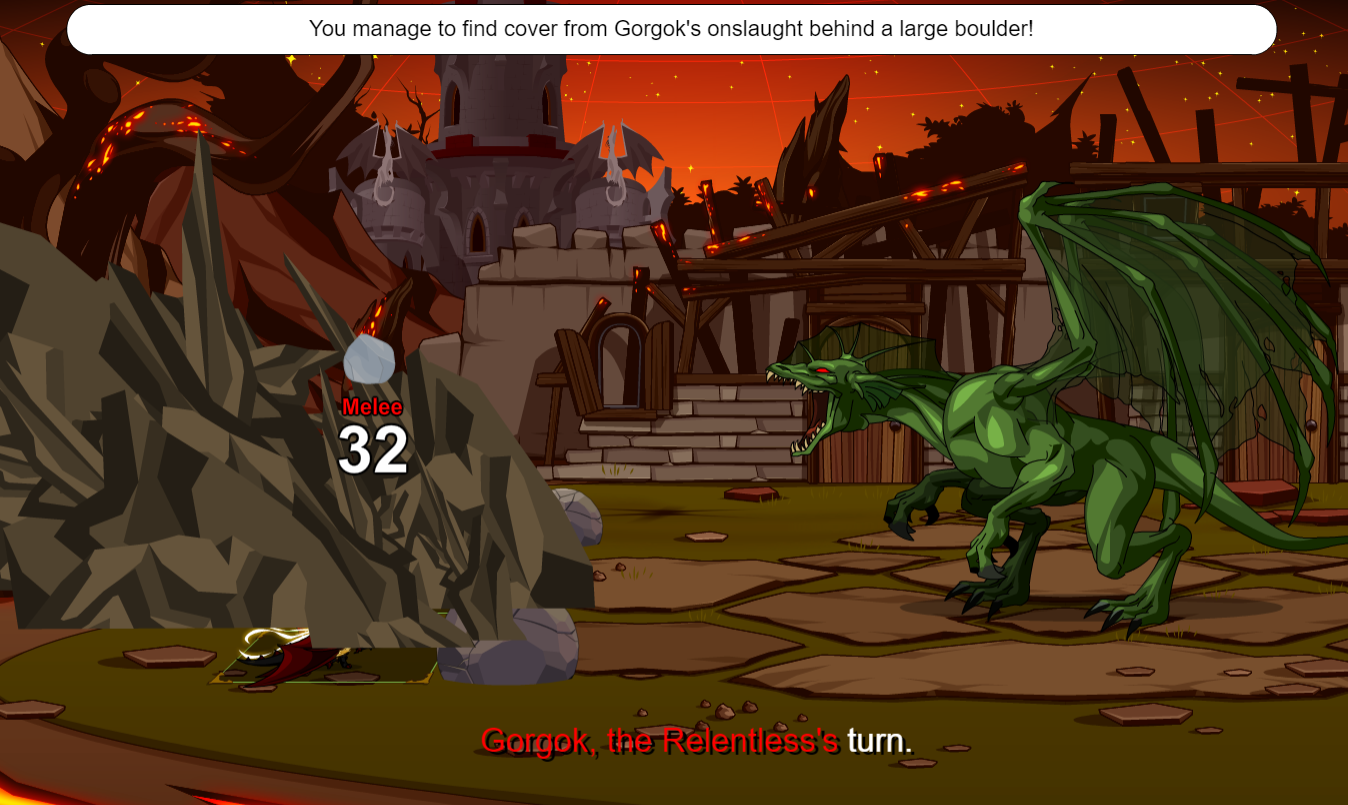 You manage to find cover from Gorgok's onslaught behind a large boulder!
Melee
32
Gorgok, the Relentless's turn.